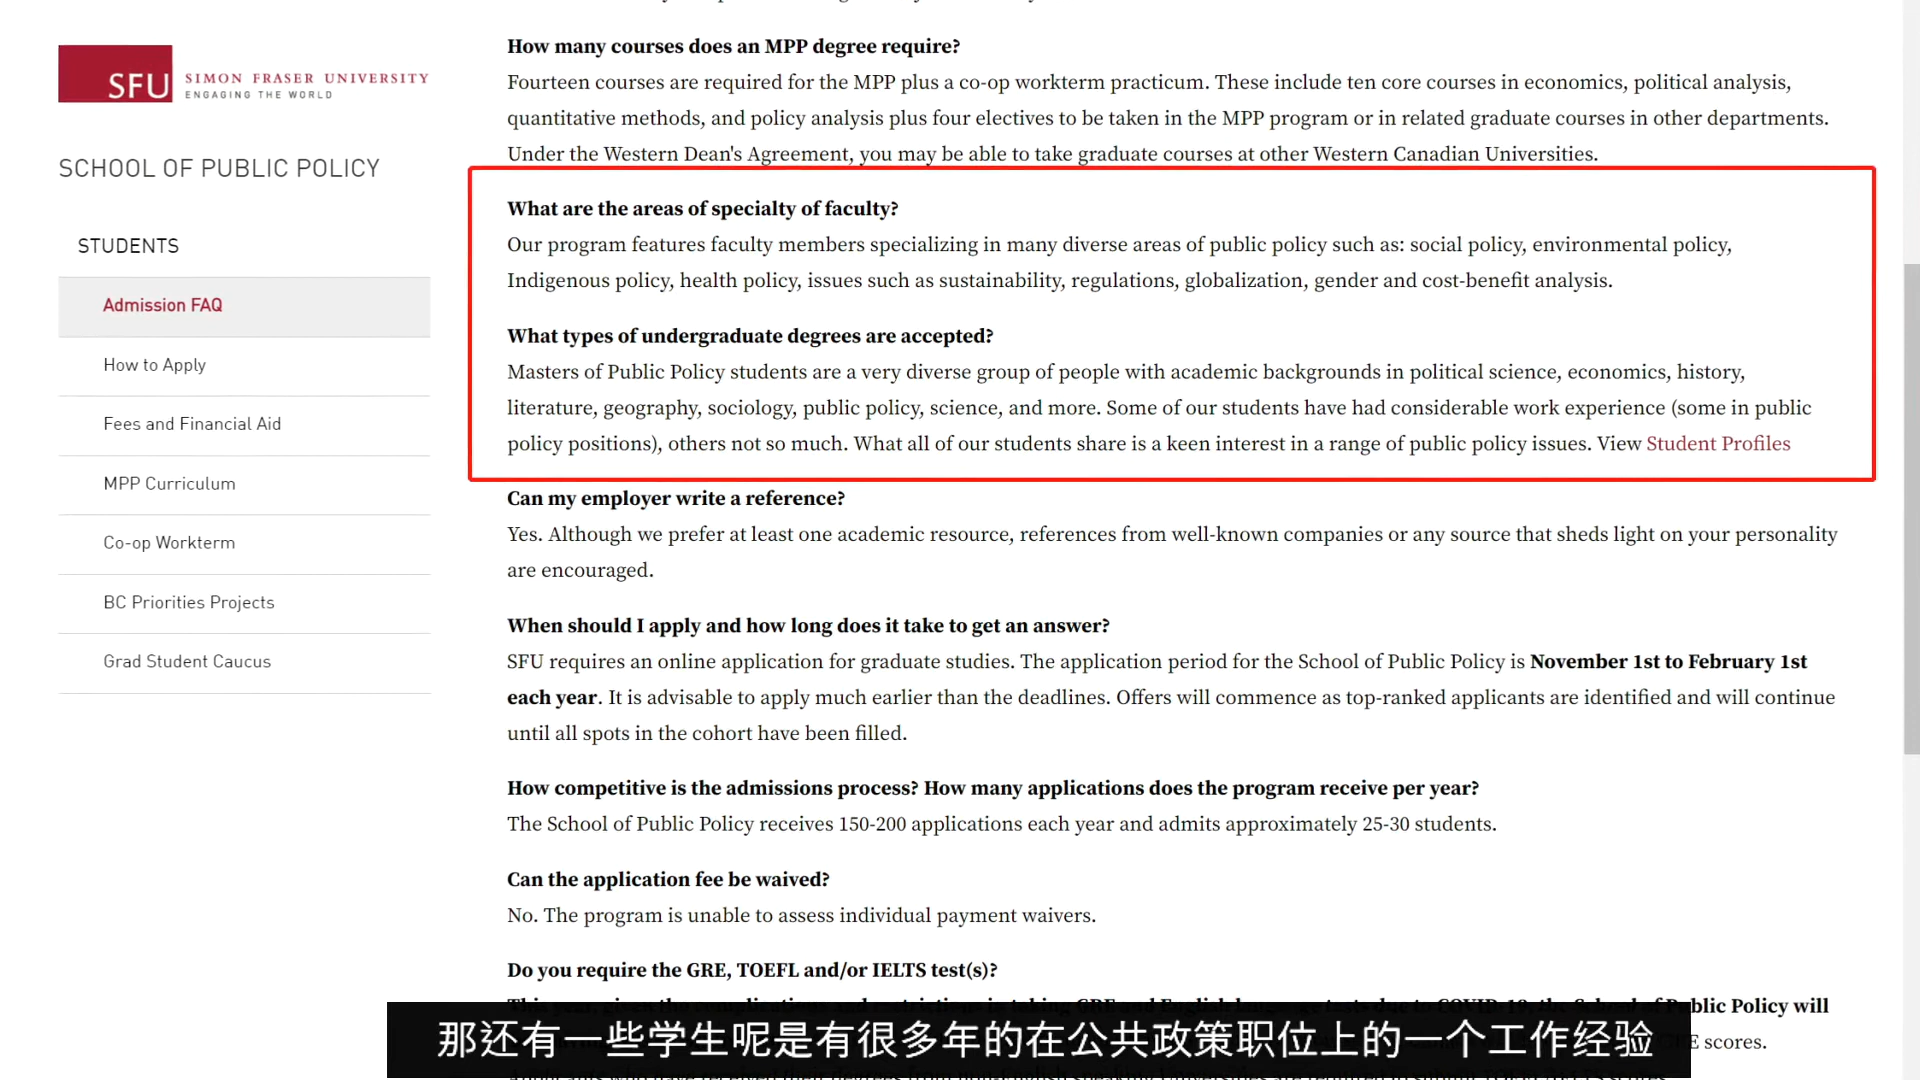 SFU SIMON FRASER UNIVERSITY
ENGAGING THE WORLD
SCHOOL OF PUBLIC POLICY
STUDENTS
Admission FAQ
How to Apply
Fees and Financial Aid
MPP Curriculum
Co-op Workterm
BC Priorities Projects
Grad Student Caucus
How many courses does an MPP degree require?
Fourteen courses are required for the MPP plus a co-op workterm practicum. These include ten core courses in economics, political analysis,
quantitative methods, and policy analysis plus four electives to be taken in the MPP program or in related graduate courses in other departments.
Under the Western Dean's Agreement, you may be able to take graduate courses at other Western Canadian Universities.
What are the areas of specialty of faculty?
Our program features faculty members specializing in many diverse areas of public policy such as: social policy, environmental policy,
Indigenous policy, health policy, issues such as sustainability, regulations, globalization, gender and cost-benefit analysis.
What types of undergraduate degrees are accepted?
Masters of Public Policy students are a very diverse group of people with academic backgrounds in political science, economics, history,
literature, geography, sociology, public policy, science, and more. Some of our students have had considerable work experience (some in public
policy positions), others not so much. What all of our students share is a keen interest in a range of public policy issues. View Student Profiles
Can my employer write a reference?
Yes. Although we prefer at least one academic resource, references from well-known companies or any source that sheds light on your personality
are encouraged.
When should I apply and how long does it take to get an answer?
SFU requires an online application for graduate studies. The application period for the School of Public Policy is November 1st to February 1st
each year. It is advisable to apply much earlier than the deadlines. Offers will commence as top-ranked applicants are identified and will continue
until all spots in the cohort have been filled.
How competitive is the admissions process? How many applications does the program receive per year?
The School of Public Policy receives 150-200 applications each year and admits approximately 25-30 students.
Can the application fee be waived?
No. The program is unable to assess individual payment waivers.
Do you require the GRE, TOEFL and/or IELTS test(s)?
Public Policy will
scores.
那还有一些学生呢是有很多年的在公共政策职位上的一个工作经验